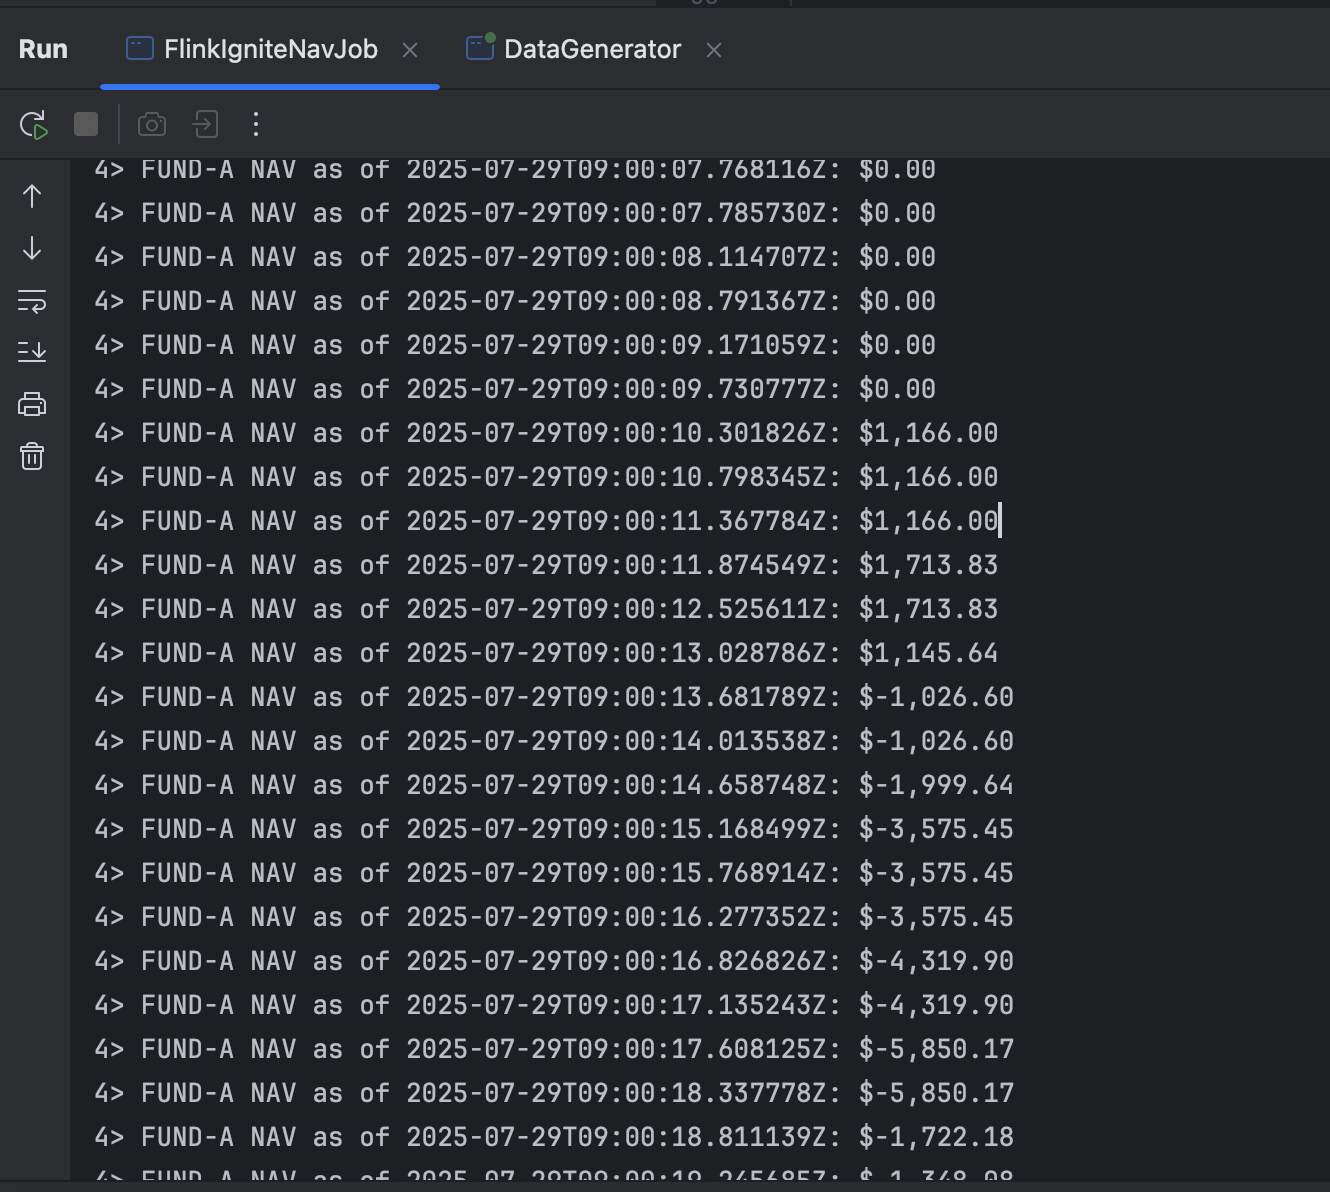 Run FlinkIgniteNavJob DataGenerator
4> FUND-A NAV as of 2025-07-29T09:00:07.768116Z: $0.00
4> FUND-A NAV as of 2025-07-29T09:00:07.785730Z: $0.00
4> FUND-A NAV as of 2025-07-29T09:00:08.114707Z: $0.00
4> FUND-A NAV as of 2025-07-29T09:00:08.791367Z: $0.00
4> FUND-A NAV as of 2025-07-29T09:00:09.171059Z: $0.00
4> FUND-A NAV as of 2025-07-29T09:00:09.730777Z: $0.00
4> FUND-A NAV as of 2025-07-29T09:00:10.301826Z: $1,166.00
4> FUND-A NAV as of 2025-07-29T09:00:10.798345Z: $1,166.00
4> FUND-A NAV as of 2025-07-29T09:00:11.367784Z: $1,166.00
4> FUND-A NAV as of 2025-07-29T09:00:11.874549Z: $1,713.83
4> FUND-A NAV as of 2025-07-29T09:00:12.525611Z: $1,713.83
4> FUND-A NAV as of 2025-07-29T09:00:13.028786Z: $1,145.64
4> FUND-A NAV as of 2025-07-29T09:00:13.681789Z: $-1,026.60
4> FUND-A NAV as of 2025-07-29T09:00:14.013538Z: $-1,026.60
4> FUND-A NAV as of 2025-07-29T09:00:14.658748Z: $-1,999.64
4> FUND-A NAV as of 2025-07-29T09:00:15.168499Z: $-3,575.45
4> FUND-A NAV as of 2025-07-29T09:00:15.768914Z: $-3,575.45
4> FUND-A NAV as of 2025-07-29T09:00:16.277352Z: $-3,575.45
4> FUND-A NAV as of 2025-07-29T09:00:16.826826Z: $-4,319.90
4> FUND-A NAV as of 2025-07-29T09:00:17.135243Z: $-4,319.90
4> FUND-A NAV as of 2025-07-29T09:00:17.608125Z: $-5,850.17
4> FUND-A NAV as of 2025-07-29T09:00:18.337778Z: $-5,850.17
4> FUND-A NAV as of 2025-07-29T09:00:18.811139Z: $-1,722.18
4> FUND-A NAV as of